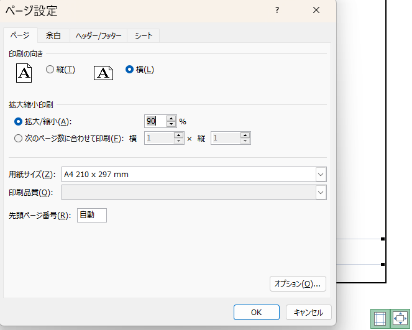 ページ設定
ページ 余白 ヘッダー/フッター シート
印刷の向き
A 縦(T) A 横(L)
拡大縮小印刷
拡大/縮小(A): 90 %
次のページ数に合わせて印刷(F): 横 1 × 縦 1
用紙サイズ(Z): A4 210 x 297 mm
印刷品質(Q):
先頭ページ番号(R): 自動
オプション(O)...
OK キャンセル